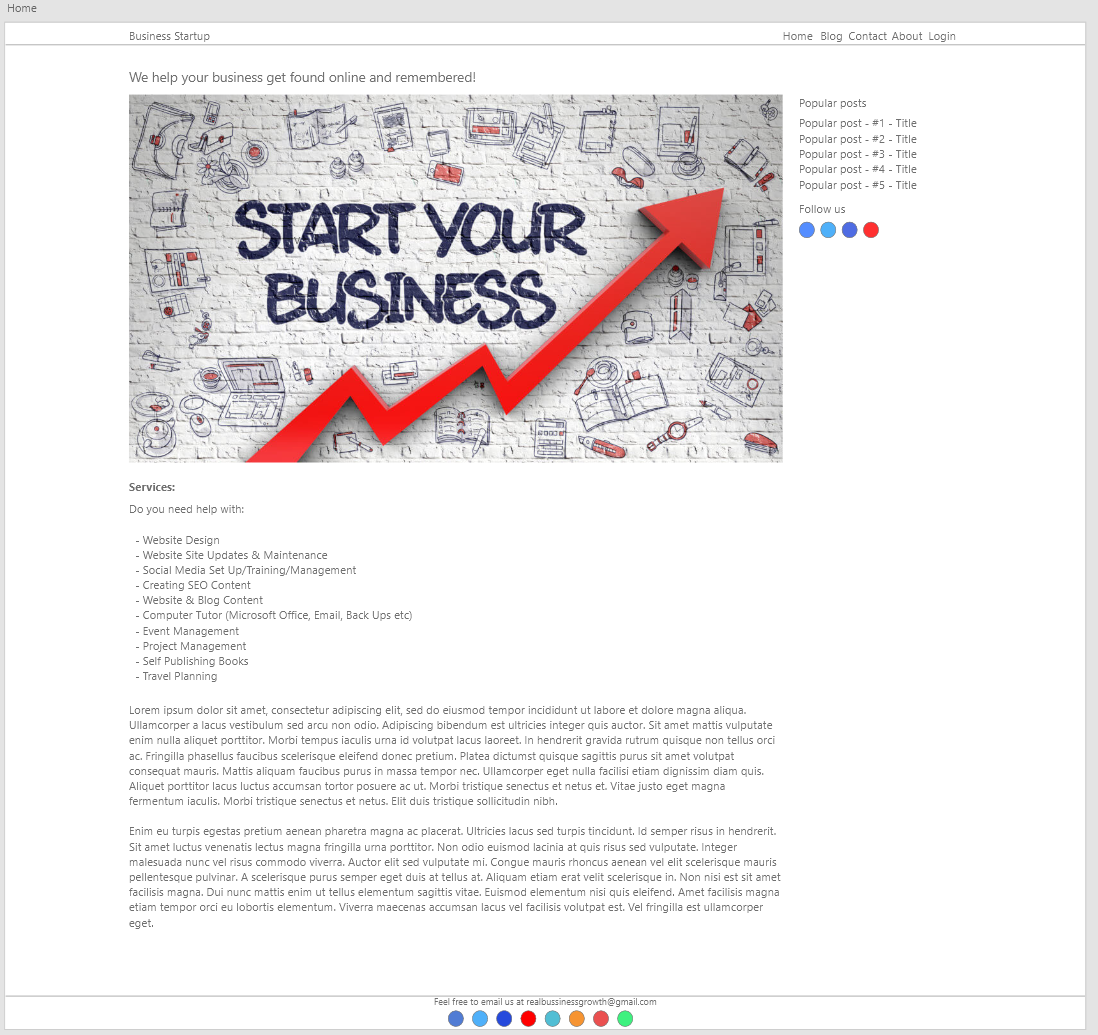 Home
Business Startup
Home Blog Contact About Login
We help your business get found online and remembered!
START YOUR
BUSINESS
Popular posts
Popular post - #1 - Title
Popular post - #2 - Title
Popular post - #3 - Title
Popular post - #4 - Title
Popular post - #5 - Title
Follow us
Services:
Do you need help with:
- Website Design
- Website Site Updates & Maintenance
- Social Media Set Up/Training/Management
- Creating SEO Content
- Website & Blog Content
- Computer Tutor (Microsoft Office, Email, Back Ups etc)
- Event Management
- Project Management
- Self Publishing Books
- Travel Planning
Lorem ipsum dolor sit amet, consectetur adipiscing elit, sed do eiusmod tempor incididunt ut labore et dolore magna aliqua.
Ullamcorper a lacus vestibulum sed arcu non odio. Adipiscing bibendum est ultricies integer quis auctor. Sit amet mattis vulputate
enim nulla aliquet porttitor. Morbi tempus iaculis urna id volutpat lacus laoreet. In hendrerit gravida rutrum quisque non tellus orci
ac. Fringilla phasellus faucibus scelerisque eleifend donec pretium. Platea dictumst quisque sagittis purus sit amet volutpat
consequat mauris. Mattis aliquam faucibus purus in massa tempor nec. Ullamcorper eget nulla facilisi etiam dignissim diam quis.
Aliquet porttitor lacus luctus accumsan tortor posuere ac ut. Morbi tristique senectus et netus et. Vitae justo eget magna
fermentum iaculis. Morbi tristique senectus et netus. Elit duis tristique sollicitudin nibh.
Enim eu turpis egestas pretium aenean pharetra magna ac placerat. Ultricies lacus sed turpis tincidunt. Id semper risus in hendrerit.
Sit amet luctus venenatis lectus magna fringilla urna porttitor. Non odio euismod lacinia at quis risus sed vulputate. Integer
malesuada nunc vel risus commodo viverra. Auctor elit sed vulputate mi. Congue mauris rhoncus aenean vel elit scelerisque mauris
pellentesque pulvinar. A scelerisque purus semper eget duis at tellus at. Aliquam etiam erat velit scelerisque in. Non nisi est sit amet
facilisis magna. Dui nunc mattis enim ut tellus elementum sagittis vitae. Euismod elementum nisi quis eleifend. Amet facilisis magna
etiam tempor orci eu lobortis elementum. Viverra maecenas accumsan lacus vel facilisis volutpat est. Vel fringilla est ullamcorper
eget.
Feel free to email us at realbussinessgrowth@gmail.com